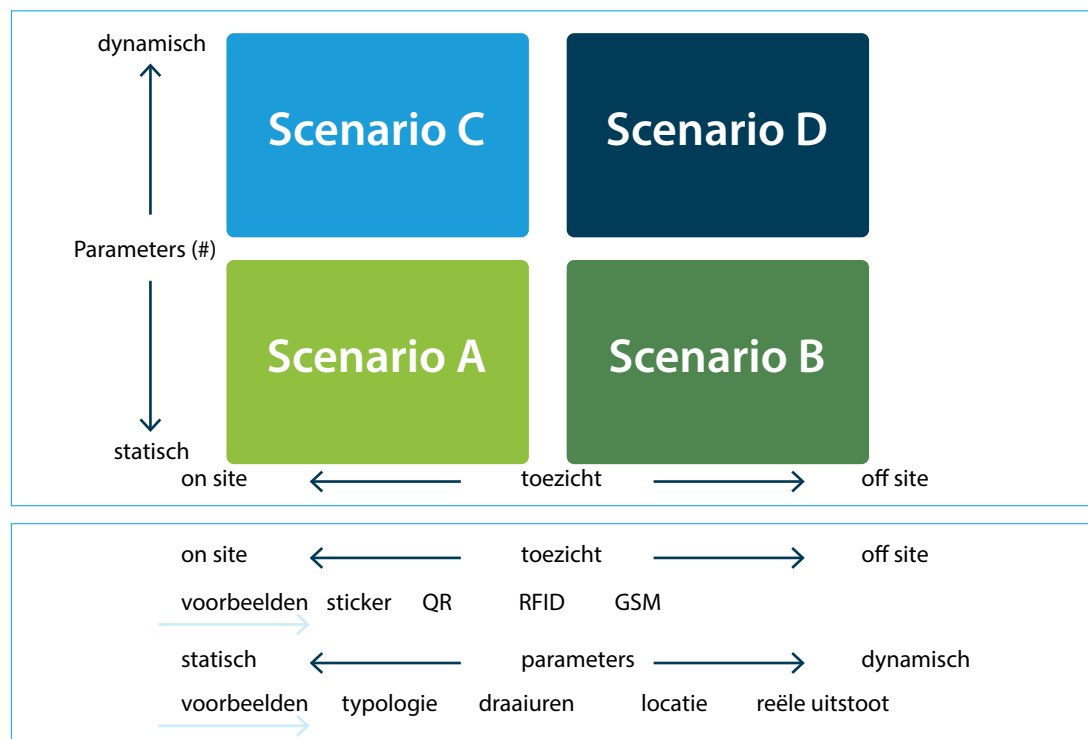 dynamisch
Scenario C Scenario D
Parameters (#)
Scenario A Scenario B
statisch
on site toezicht off site
on site toezicht off site
voorbeelden sticker QR RFID GSM
statisch parameters dynamisch
voorbeelden typologie draaiuren locatie reële uitstoot